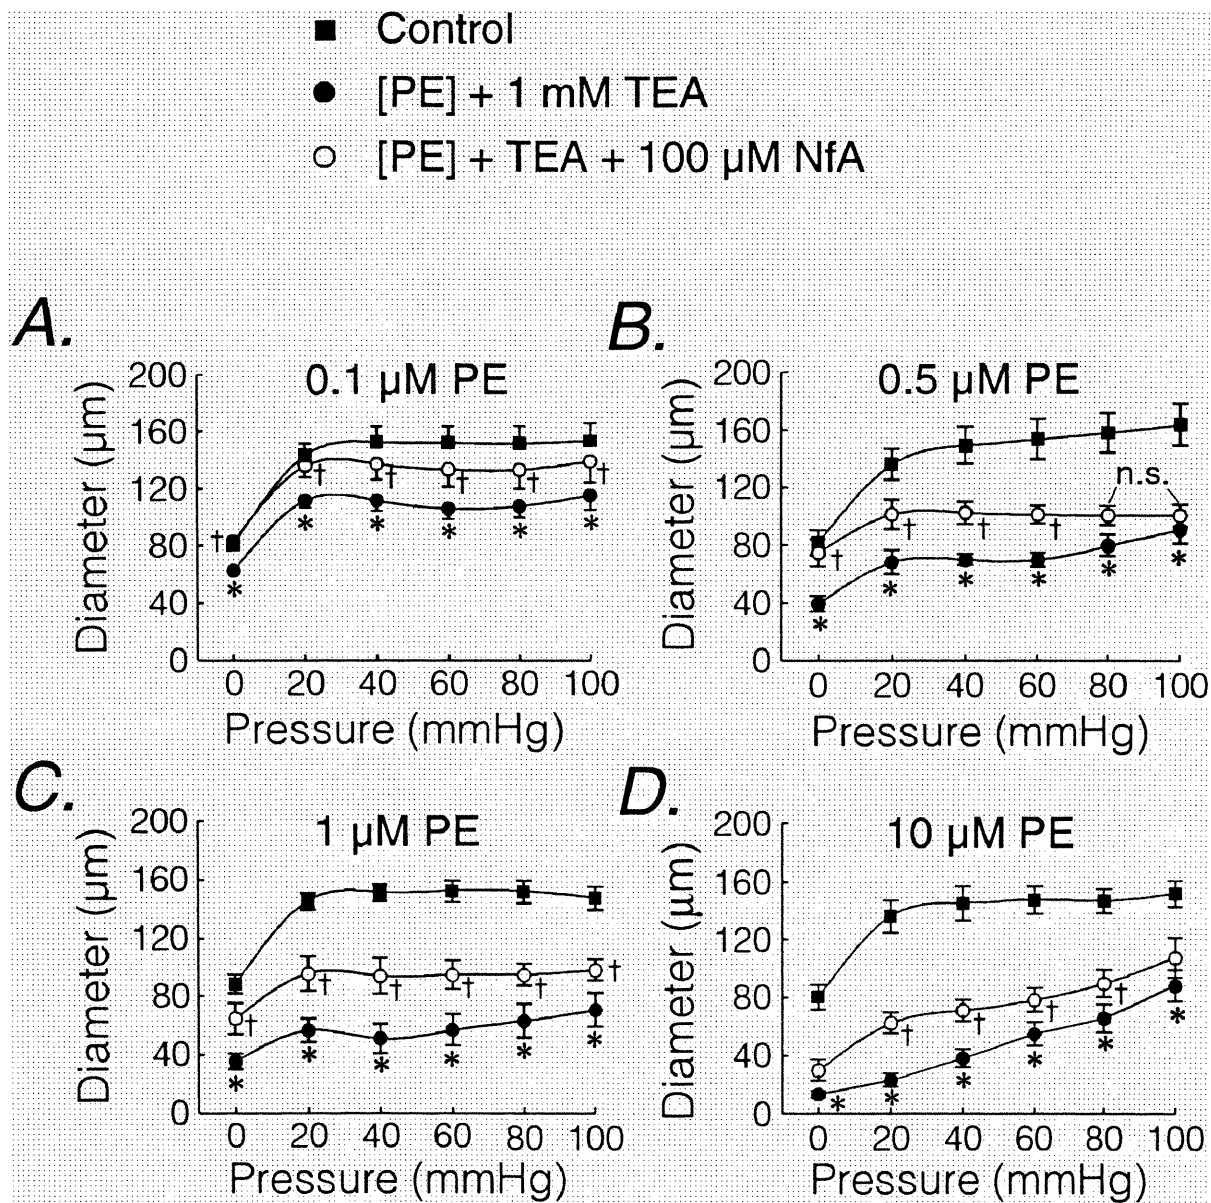 Control
[PE] + 1 mM TEA
[PE] + TEA + 100 µM NfA
A.
0.1 µM PE
Diameter (µm)
200
160
120
80
40
0
†
†
†
†
†
†
*
*
*
*
*
*
0 20 40 60 80 100
Pressure (mmHg)
B.
0.5 µM PE
Diameter (µm)
200
160
120
80
40
0
n.s.
†
†
†
†
*
*
*
*
*
*
0 20 40 60 80 100
Pressure (mmHg)
C.
1 µM PE
Diameter (µm)
200
160
120
80
40
0
†
†
†
†
†
†
*
*
*
*
*
*
0 20 40 60 80 100
Pressure (mmHg)
D.
10 µM PE
Diameter (µm)
200
160
120
80
40
0
†
†
†
†
*
*
*
*
*
*
0 20 40 60 80 100
Pressure (mmHg)